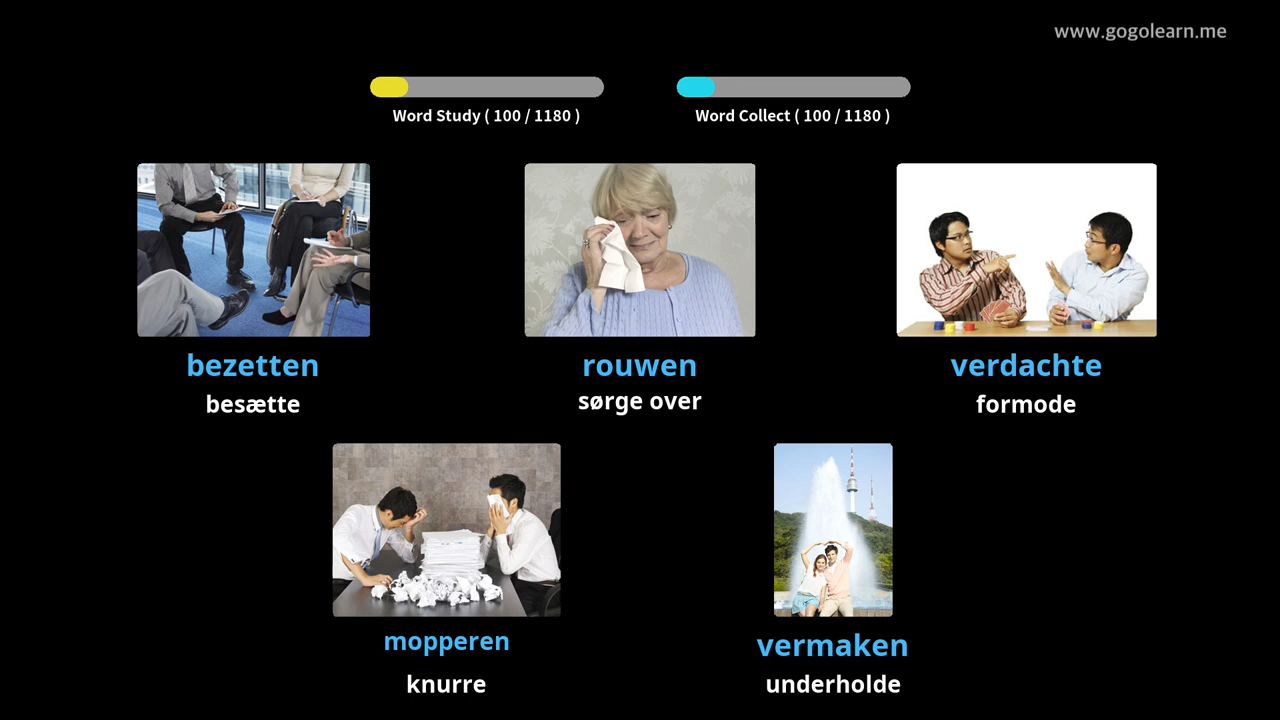 www.gogolearn.me
Word Study ( 100 / 1180 )
Word Collect ( 100 / 1180 )
bezetten
besætte
rouwen
sørge over
verdachte
formode
mopperen
knurre
vermaken
underholde